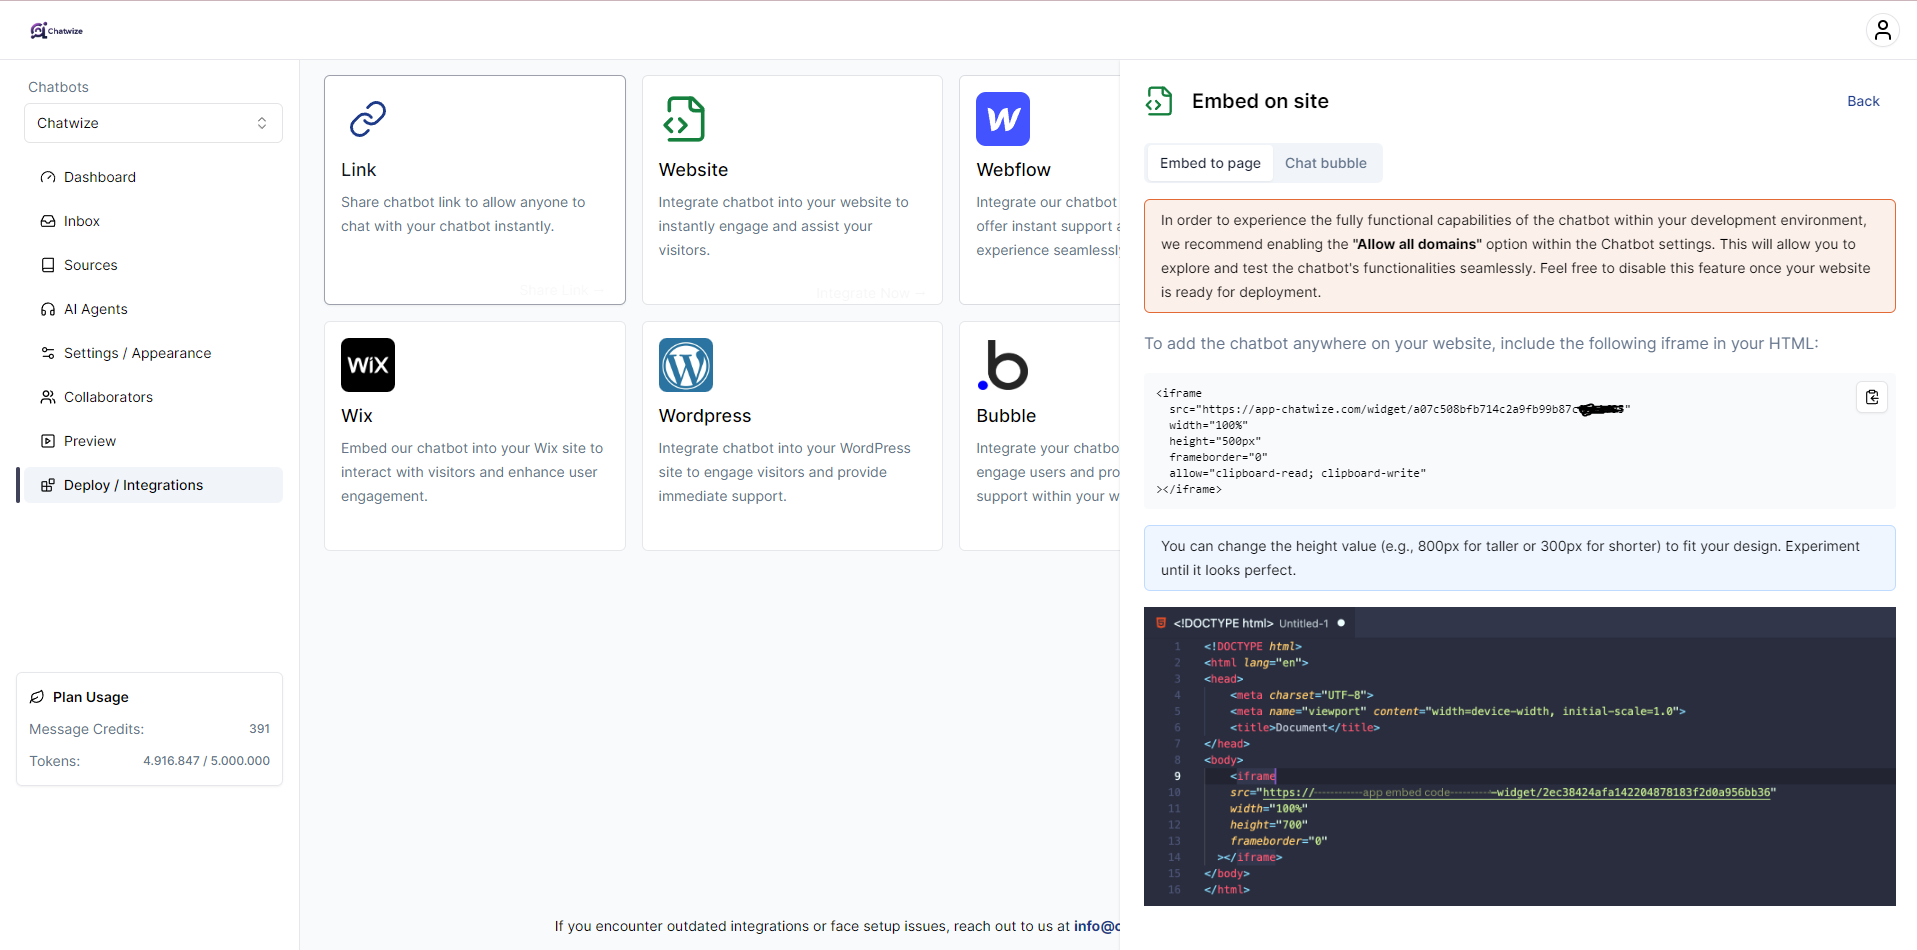 Chatwize
Chatbots
Chatwize
Dashboard
Inbox
Sources
AI Agents
Settings / Appearance
Collaborators
Preview
Deploy / Integrations
Plan Usage
Message Credits: 391
Tokens: 4.916.847 / 5.000.000
Link
Share chatbot link to allow anyone to
chat with your chatbot instantly.
Share Link →
Website
Integrate chatbot into your website to
instantly engage and assist your
visitors.
Integrate Now →
Webflow
Integrate our chatbot
offer instant support
experience seamlessly
WiX
Wix
Embed our chatbot into your Wix site to
interact with visitors and enhance user
engagement.
Wordpress
Integrate chatbot into your WordPress
site to engage visitors and provide
immediate support.
Bubble
Integrate your chatbo
engage users and pro
support within your w
If you encounter outdated integrations or face setup issues, reach out to us at info@c
Embed on site
Back
Embed to page
Chat bubble
In order to experience the fully functional capabilities of the chatbot within your development environment,
we recommend enabling the "Allow all domains" option within the Chatbot settings. This will allow you to
explore and test the chatbot's functionalities seamlessly. Feel free to disable this feature once your website
is ready for deployment.
To add the chatbot anywhere on your website, include the following iframe in your HTML:
<iframe
src="https://app-chatwize.com/widget/a07c508bfb714c2a9fb99b87c"
width="100%"
height="500px"
frameborder="0"
allow="clipboard-read; clipboard-write"
></iframe>
You can change the height value (e.g., 800px for taller or 300px for shorter) to fit your design. Experiment
until it looks perfect.
<!DOCTYPE html> Untitled-1
1 <!DOCTYPE html>
2 <html lang="en">
3 <head>
4 <meta charset="UTF-8">
5 <meta name="viewport" content="width=device-width, initial-scale=1.0">
6 <title>Document</title>
7 </head>
8 <body>
9 <iframe
10 src="https://-----------app embed code----------widget/2ec38424afa142204878183f2d0a956bb36"
11 width="100%"
12 height="700"
13 frameborder="0"
14 ></iframe>
15 </body>
16 </html>